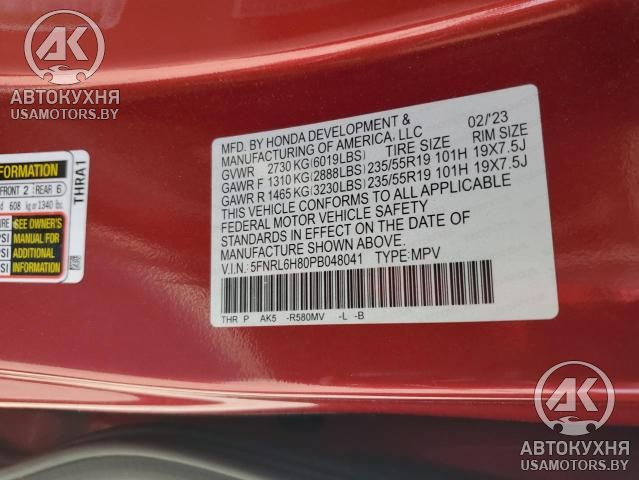 AK
АВТОКУХНЯ
USAMOTORS.BY
FORMATION
FRONT 2 REAR 6
608 kg or 1340 lbs.
SEE OWNER'S
MANUAL FOR
ADDITIONAL
INFORMATION
THRA1
MFD. BY HONDA DEVELOPMENT & 02/'23
MANUFACTURING OF AMERICA, LLC
GVWR 2730 KG (6019LBS) TIRE SIZE RIM SIZE
GAWR F 1310 KG (2888LBS) 235/55R19 101H 19X7.5J
GAWR R 1465 KG (3230LBS) 235/55R19 101H 19X7.5J
THIS VEHICLE CONFORMS TO ALL APPLICABLE
FEDERAL MOTOR VEHICLE SAFETY
STANDARDS IN EFFECT ON THE DATE OF
MANUFACTURE SHOWN ABOVE.
V.I.N.: 5FNRL6H80PB048041 TYPE: MPV
THR P AK5 -R580MV -L -B
AK
АВТОКУХНЯ
USAMOTORS.BY